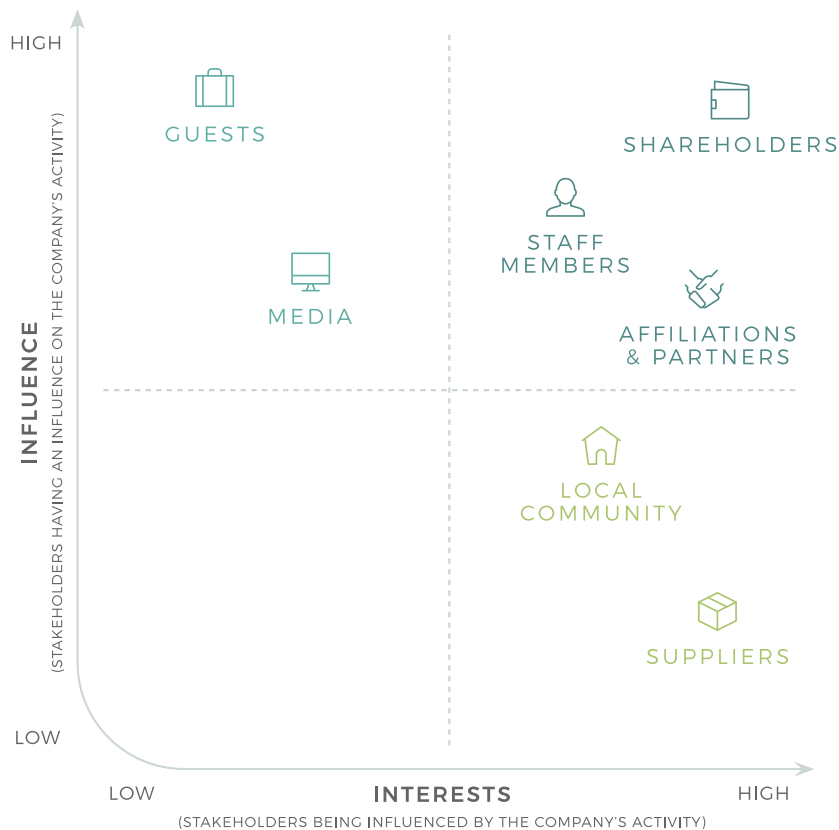 HIGH
GUESTS
SHAREHOLDERS
STAFF
MEMBERS
MEDIA
AFFILIATIONS
& PARTNERS
INFLUENCE
(STAKEHOLDERS HAVING AN INFLUENCE ON THE COMPANY'S ACTIVITY)
LOCAL
COMMUNITY
SUPPLIERS
LOW
LOW
INTERESTS
HIGH
(STAKEHOLDERS BEING INFLUENCED BY THE COMPANY'S ACTIVITY)